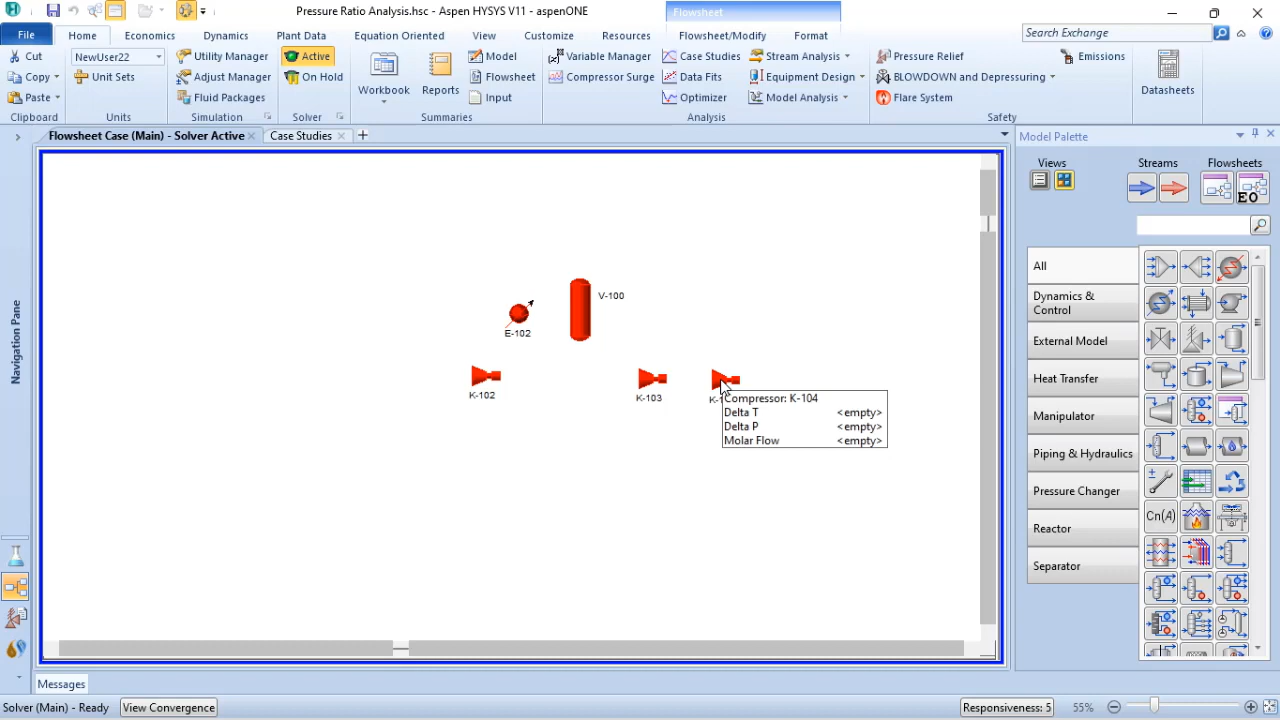 Pressure Ratio Analysis.hsc - Aspen HYSYS V11 - aspenONE
Flowsheet
File
Home
Economics
Dynamics
Plant Data
Equation Oriented
View
Customize
Resources
Flowsheet/Modify
Format
Search Exchange
Cut
Copy
Paste
Clipboard
NewUser22
Unit Sets
Units
Utility Manager
Adjust Manager
Fluid Packages
Simulation
Active
On Hold
Solver
Workbook
Reports
Model
Flowsheet
Input
Summaries
Variable Manager
Compressor Surge
Case Studies
Data Fits
Optimizer
Stream Analysis
Equipment Design
Model Analysis
Analysis
Pressure Relief
BLOWDOWN and Depressuring
Flare System
Emissions
Safety
Datasheets
Flowsheet Case (Main) - Solver Active
Case Studies
Navigation Pane
V-100
E-102
K-102
K-103
K-1
Compressor: K-104
Delta T <empty>
Delta P <empty>
Molar Flow <empty>
Model Palette
Views
Streams
Flowsheets
EO
All
Dynamics & Control
External Model
Heat Transfer
Manipulator
Piping & Hydraulics
Pressure Changer
Reactor
Separator
Cn(A)
Messages
Solver (Main) - Ready
View Convergence
Responsiveness: 5
55%